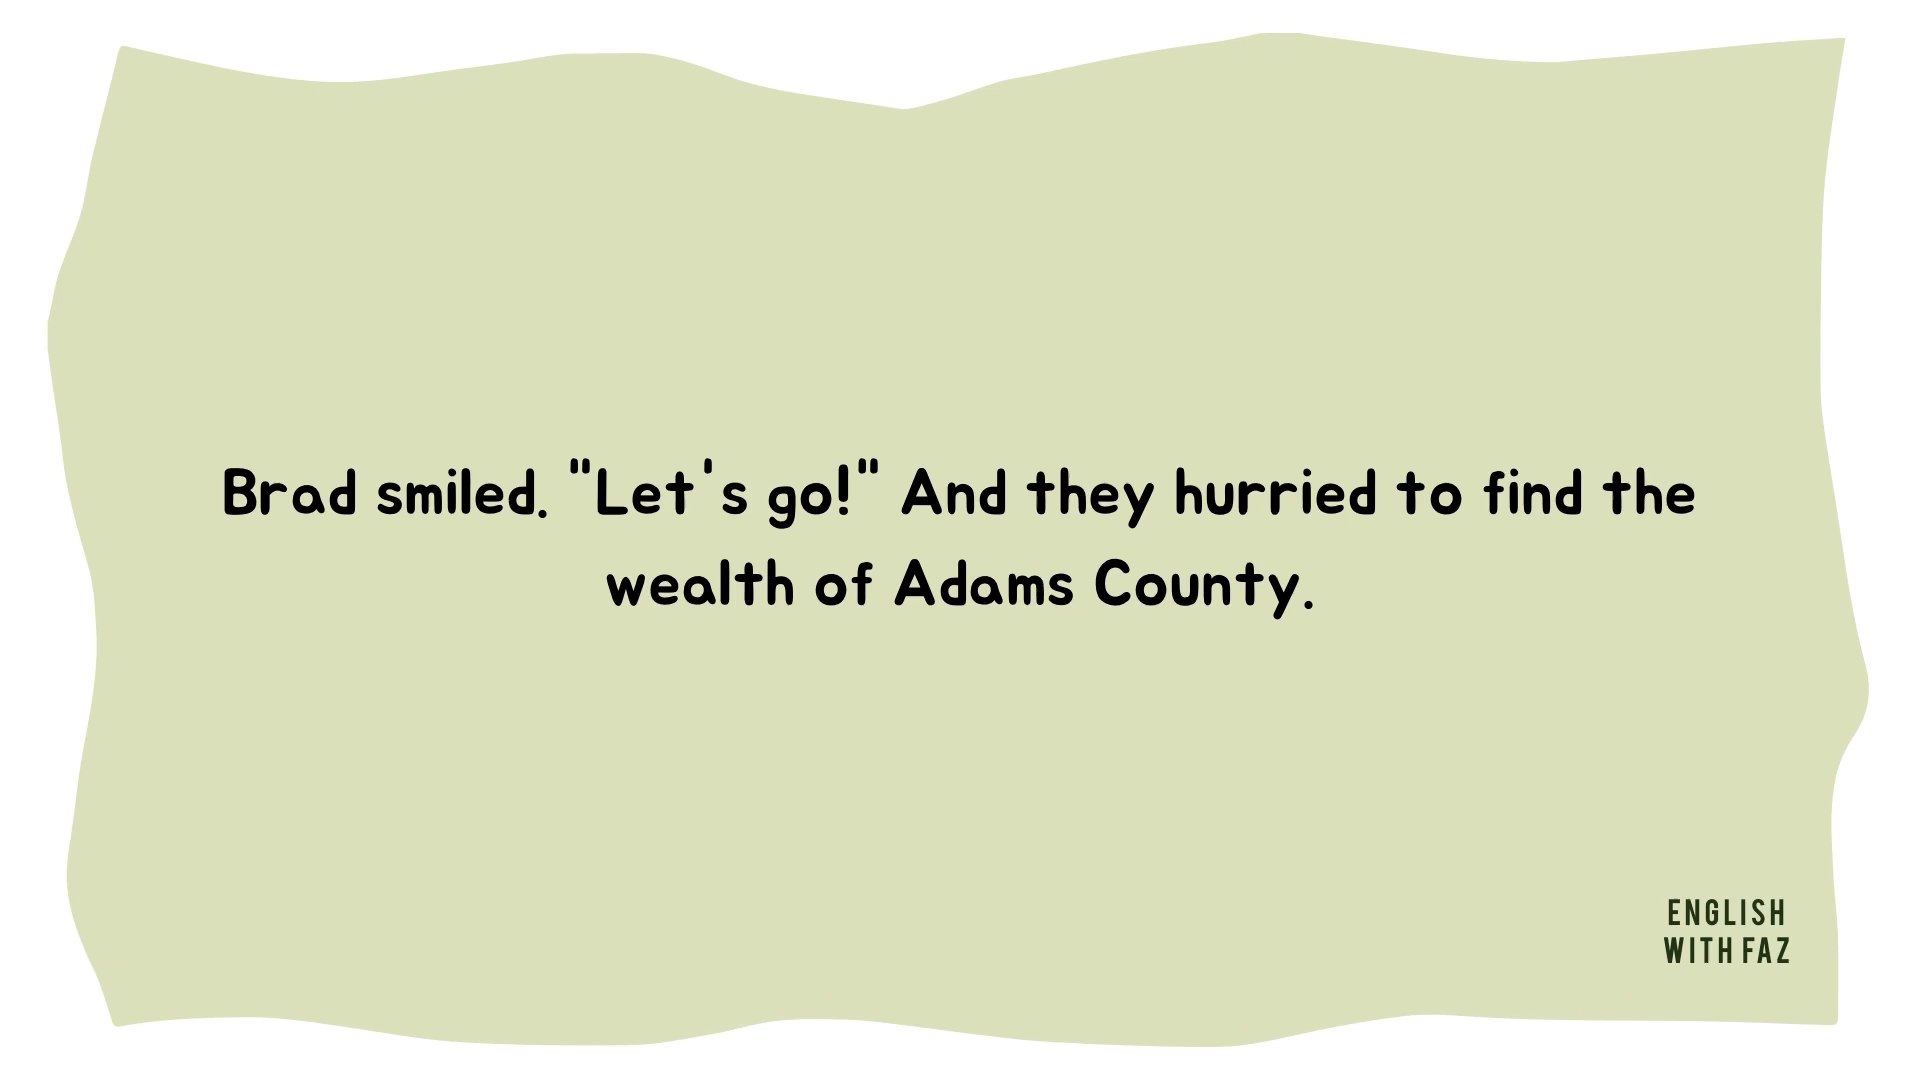 Brad smiled. "Let's go!" And they hurried to find the
wealth of Adams County.
ENGLISH
WITH FAZ